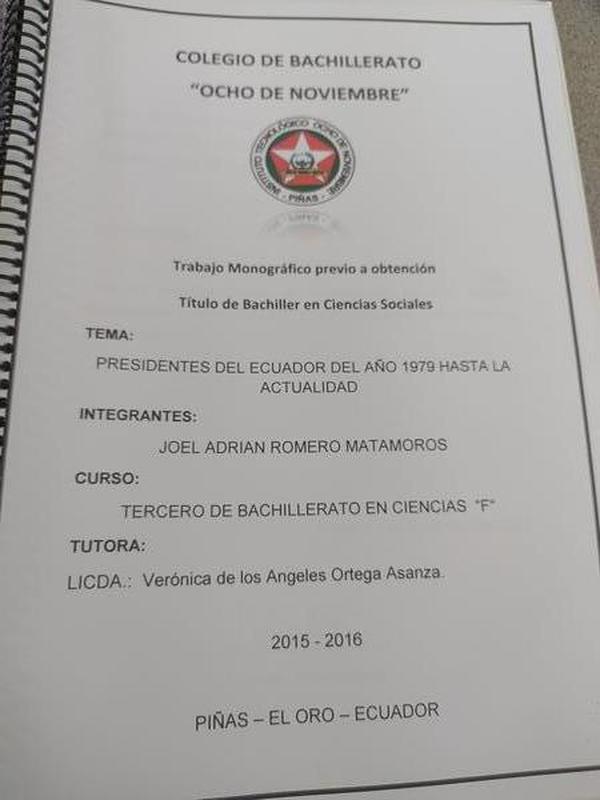 COLEGIO DE BACHILLERATO
"OCHO DE NOVIEMBRE"
INSTITUTO TECNOLÓGICO OCHO DE NOVIEMBRE
- PIÑAS -
Trabajo Monográfico previo a obtención
Título de Bachiller en Ciencias Sociales
TEMA:
PRESIDENTES DEL ECUADOR DEL AÑO 1979 HASTA LA
ACTUALIDAD
INTEGRANTES:
JOEL ADRIAN ROMERO MATAMOROS
CURSO:
TERCERO DE BACHILLERATO EN CIENCIAS "F"
TUTORA:
LICDA.: Verónica de los Angeles Ortega Asanza.
2015 - 2016
PIÑAS – EL ORO – ECUADOR